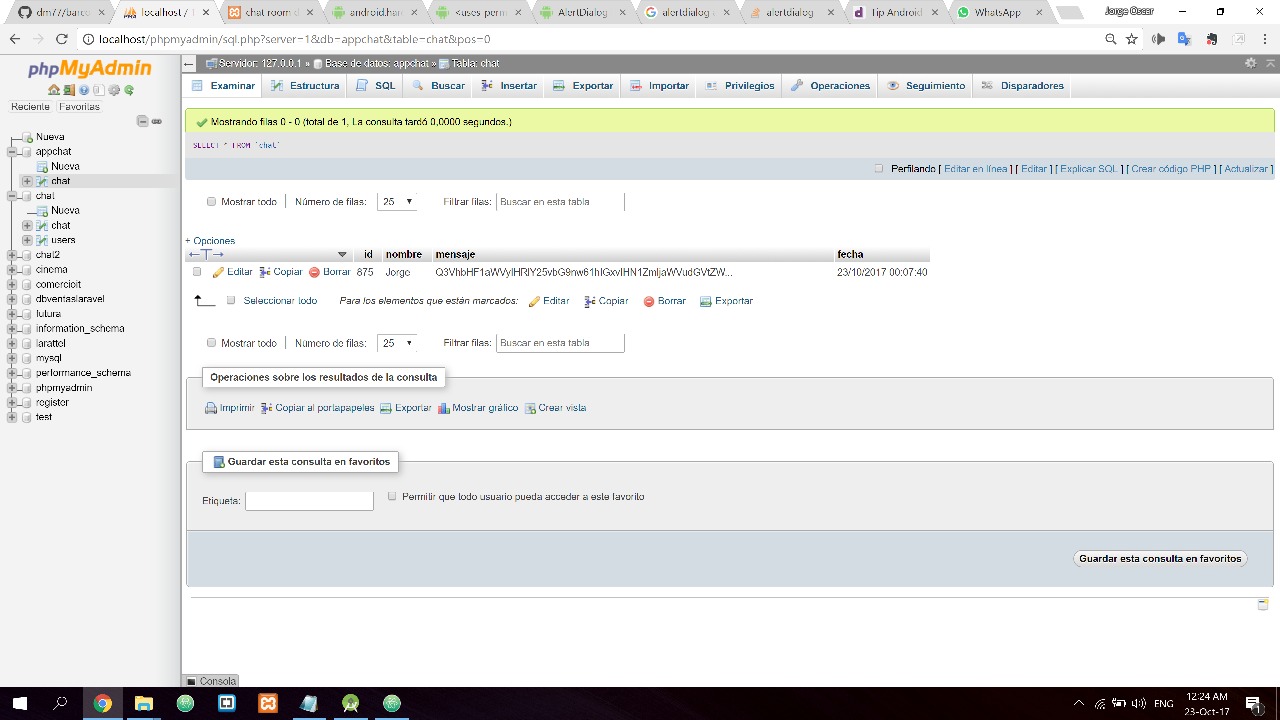 dm777/barco
localhost / 1
chat room d
android.han
<uses-perm
AlertDialog
alertdialog
alertdialog
Tip Android
WhatsApp
Jorge Oscar
localhost/phpmyadmin/sql.php?server=1&db=appchat&table=chat&pos=0
phpMyAdmin
Reciente Favoritas
Nueva
appchat
Nueva
chat
chat
Nueva
chat
users
chat2
cinema
comercioit
dbventaslaravel
futura
information_schema
larattel
mysql
performance_schema
phpmyadmin
register
test
Servidor: 127.0.0.1 » Base de datos: appchat » Tabla: chat
Examinar Estructura SQL Buscar Insertar Exportar Importar Privilegios Operaciones Seguimiento Disparadores
Mostrando filas 0 - 0 (total de 1, La consulta tardó 0,0000 segundos.)
SELECT * FROM `chat`
Perfilando [ Editar en línea ] [ Editar ] [ Explicar SQL ] [ Crear código PHP ] [ Actualizar ]
Mostrar todo | Número de filas: 25 Filtrar filas: Buscar en esta tabla
+ Opciones
←T→ id nombre mensaje fecha
Editar Copiar Borrar 875 Jorge 23/10/2017 00:07:40
Seleccionar todo Para los elementos que están marcados: Editar Copiar Borrar Exportar
Mostrar todo | Número de filas: 25 Filtrar filas: Buscar en esta tabla
Operaciones sobre los resultados de la consulta
Imprimir Copiar al portapapeles Exportar Mostrar gráfico Crear vista
Guardar esta consulta en favoritos
Etiqueta: Permitir que todo usuario pueda acceder a este favorito
Guardar esta consulta en favoritos
Consola
ENG
12:24 AM
23-Oct-17
1